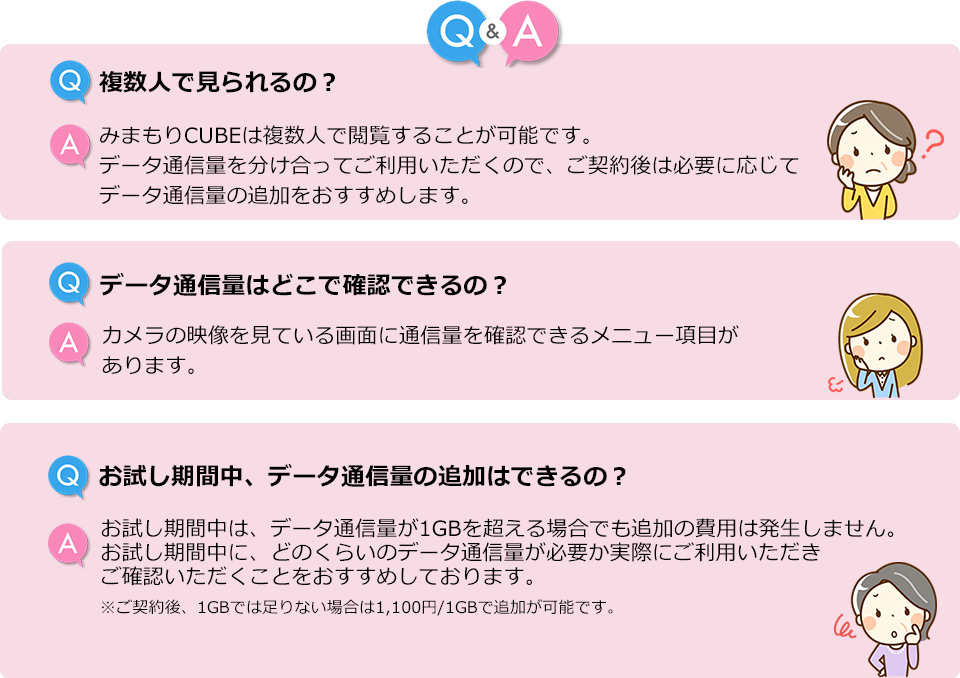 Q & A
Q 複数人で見られるの？
A みまもりCUBEは複数人で閲覧することが可能です。
データ通信量を分け合ってご利用いただくので、ご契約後は必要に応じて
データ通信量の追加をおすすめします。
Q データ通信量はどこで確認できるの？
A カメラの映像を見ている画面に通信量を確認できるメニュー項目が
あります。
Q お試し期間中、データ通信量の追加はできるの？
A お試し期間中は、データ通信量が1GBを超える場合でも追加の費用は発生しません。
お試し期間中に、どのくらいのデータ通信量が必要か実際にご利用いただき
ご確認いただくことをおすすめしております。
※ご契約後、1GBでは足りない場合は1,100円/1GBで追加が可能です。